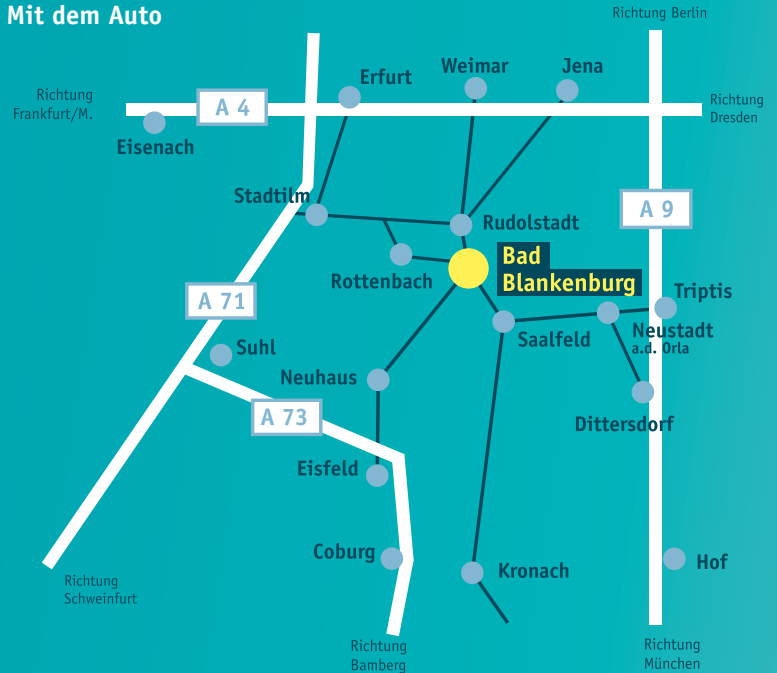 Mit dem Auto
Richtung Berlin
Weimar
Jena
Erfurt
Richtung
Frankfurt/M.
A 4
Richtung
Dresden
Eisenach
Stadtilm
A 9
Rudolstadt
Bad
Blankenburg
Rottenbach
A 71
Triptis
Neustadt
a.d. Orla
Saalfeld
Suhl
Neuhaus
A 73
Dittersdorf
Eisfeld
Coburg
Kronach
Hof
Richtung
Schweinfurt
Richtung
Bamberg
Richtung
München